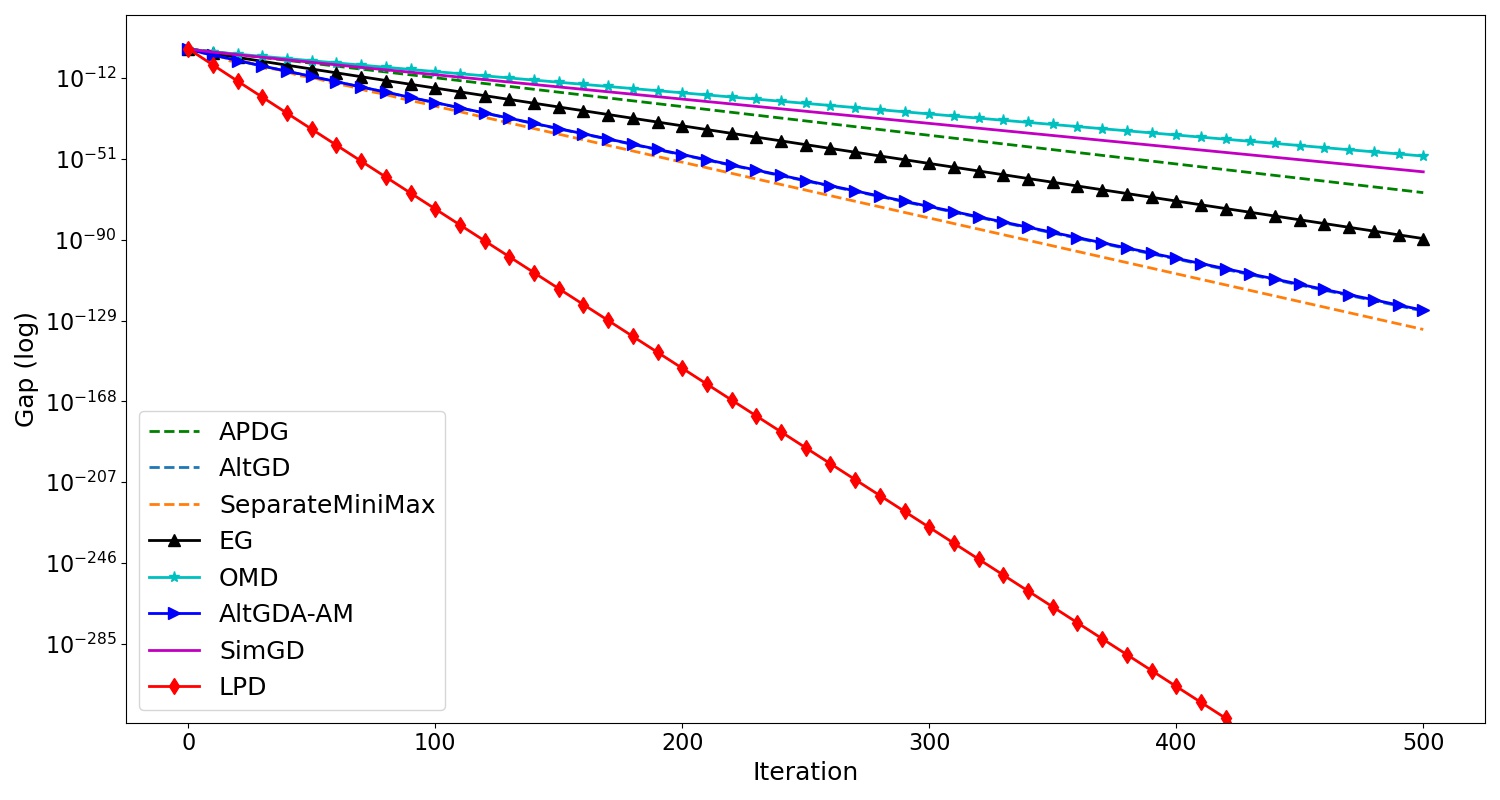 Gap (log)
10^-12
10^-51
10^-90
10^-129
10^-168
10^-207
10^-246
10^-285
APDG
AltGD
SeparateMiniMax
EG
OMD
AltGDA-AM
SimGD
LPD
0 100 200 300 400 500
Iteration